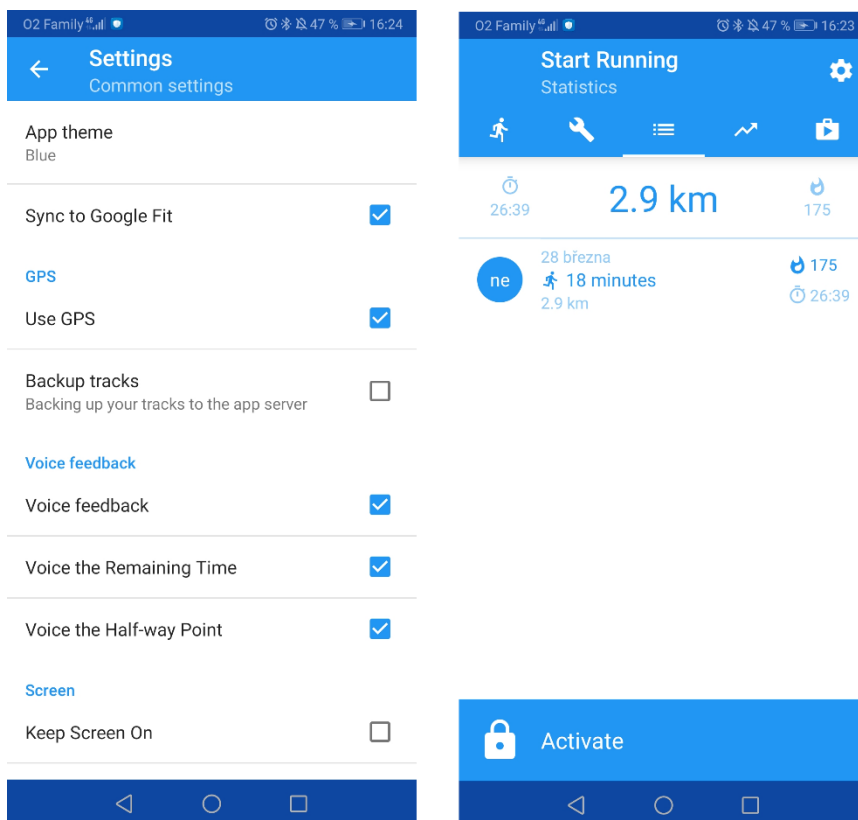 O2 Family 46 47 % 16:24
Settings
Common settings
App theme
Blue
Sync to Google Fit
GPS
Use GPS
Backup tracks
Backing up your tracks to the app server
Voice feedback
Voice feedback
Voice the Remaining Time
Voice the Half-way Point
Screen
Keep Screen On
O2 Family 46 47 % 16:23
Start Running
Statistics
26:39
2.9 km
175
ne
28 března
18 minutes
2.9 km
175
26:39
Activate